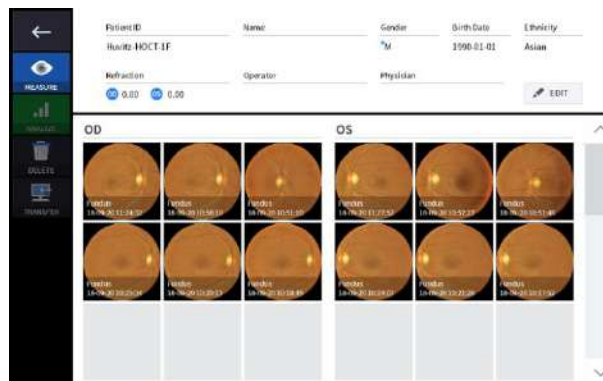 Patient ID
Name
Gender
Birth Date
Ethnicity
Huvitz-HOCT-1F
M
1990-01-01
Asian
Refraction
Operator
Physician
OD 0.00 OS 0.00
EDIT
MEASURE
ANALYZE
DELETE
TRANSFER
OD
OS
Fundus
Fundus
Fundus
Fundus
Fundus
Fundus
Fundus
Fundus
Fundus
Fundus
Fundus
Fundus